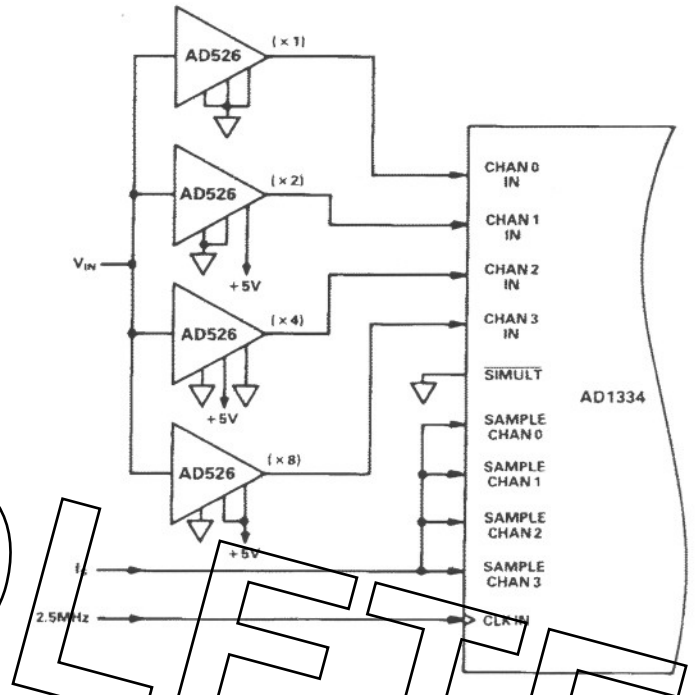 AD526
(×1)
AD526
(×2)
+5V
VIN
AD526
(×4)
+5V
AD526
(×8)
+5V
2.5MHz
CHAN 0
IN
CHAN 1
IN
CHAN 2
IN
CHAN 3
IN
SIMULT
AD1334
SAMPLE
CHAN 0
SAMPLE
CHAN 1
SAMPLE
CHAN 2
SAMPLE
CHAN 3
CLK IN